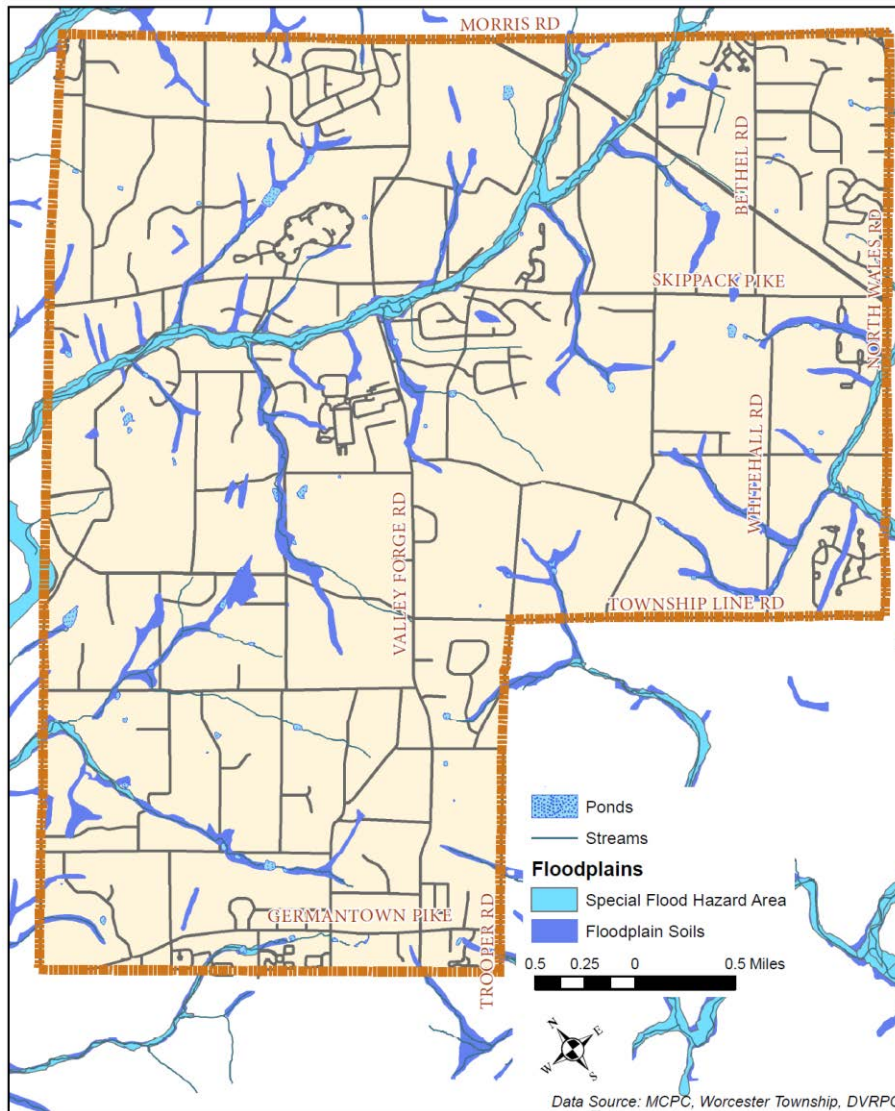 MORRIS RD
BETHEL RD
NORTH WALES RD
SKIPPACK PIKE
WHITEHALL RD
VALLEY FORGE RD
TOWNSHIP LINE RD
Ponds
Streams
Floodplains
Special Flood Hazard Area
Floodplain Soils
GERMANTOWN PIKE
TROOPER RD
0.5 0.25 0 0.5 Miles
N
E
W
S
Data Source: MCPC, Worcester Township, DVRPC